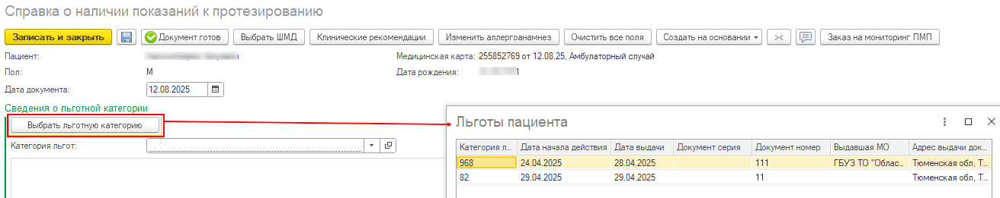 Справка о наличии показаний к протезированию
Записать и закрыть Документ готов Выбрать ШМД Клинические рекомендации Изменить аллергоанамнез Очистить все поля Создать на основании >< Заказ на мониторинг ПМП
Пациент: Медицинская карта: 255852769 от 12.08.25, Амбулаторный случай
Пол: М Дата рождения: 1
Дата документа: 12.08.2025
Сведения о льготной категории
Выбрать льготную категорию Льготы пациента
Категория льгот:
Категория л... Дата начала действия Дата выдачи Документ серия Документ номер Выдавшая МО Адрес выдачи док...
968 24.04.2025 28.04.2025 111 ГБУЗ ТО "Облас... Тюменская обл, Т...
82 29.04.2025 29.04.2025 11 Тюменская обл, Т...